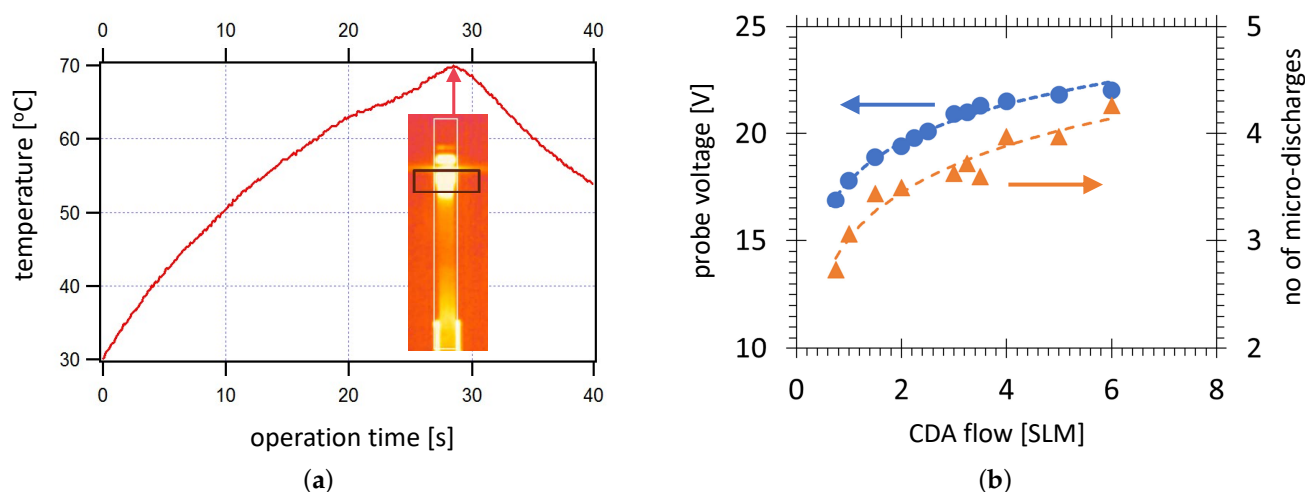 0 10 20 30 40
70
60
50
40
30
temperature [ºC]
0 10 20 30 40
operation time [s]
(a)
25
20
15
10
probe voltage [V]
5
4
3
2
no of micro-discharges
0 2 4 6 8
CDA flow [SLM]
(b)